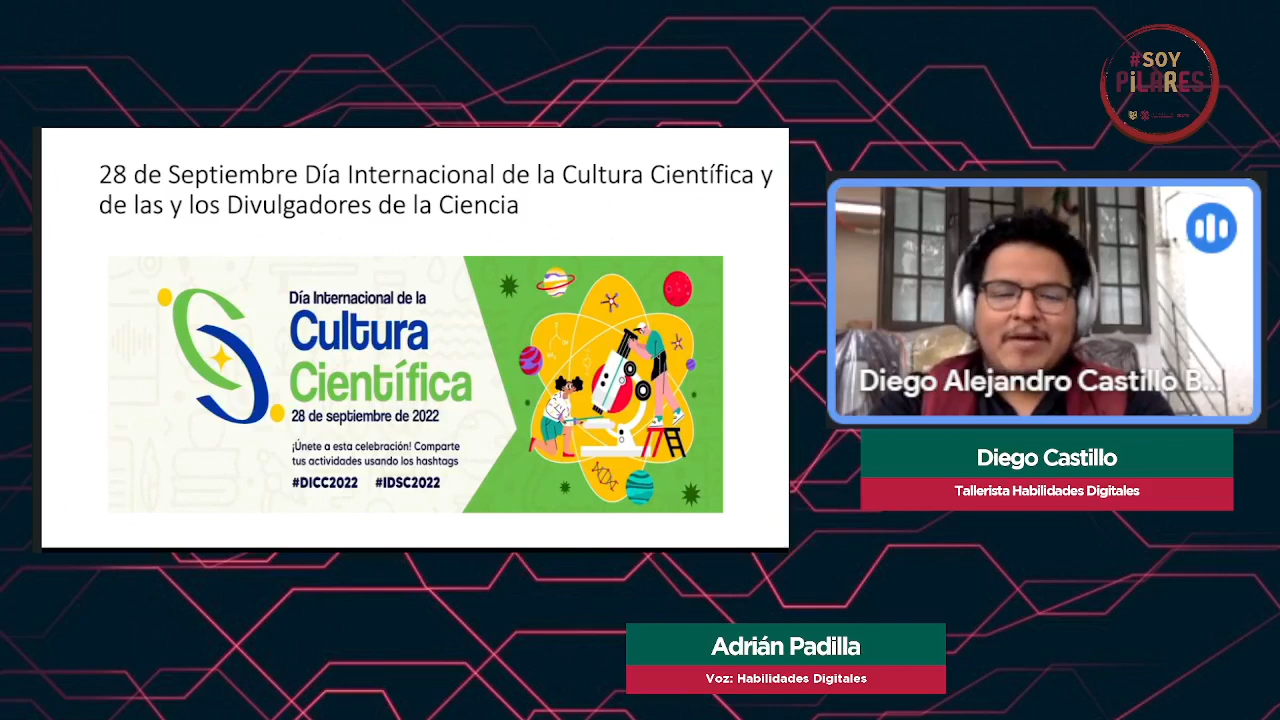 #SOY
PiLARES
28 de Septiembre Día Internacional de la Cultura Científica y
de las y los Divulgadores de la Ciencia
Día Internacional de la
Cultura
Científica
28 de septiembre de 2022
¡Únete a esta celebración! Comparte
tus actividades usando los hashtags
#DICC2022 #IDSC2022
Diego Alejandro Castillo B...
Diego Castillo
Tallerista Habilidades Digitales
Adrián Padilla
Voz: Habilidades Digitales